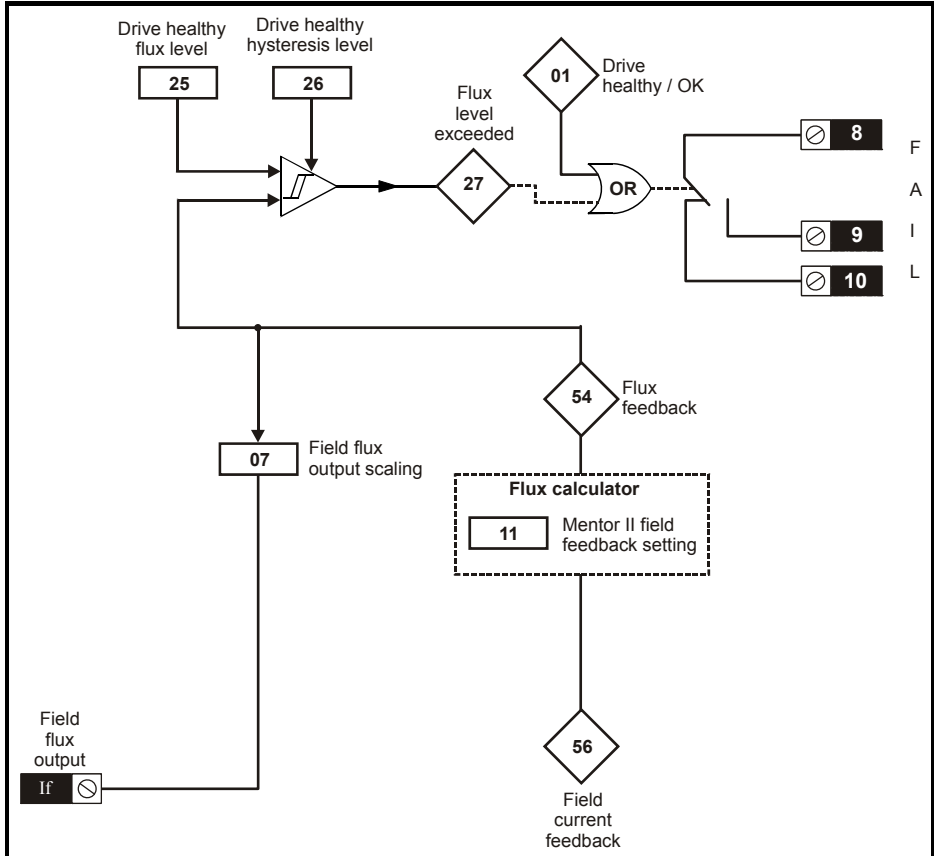 Drive healthy
flux level
25
Drive healthy
hysteresis level
26
Flux
level
exceeded
27
01
Drive
healthy / OK
OR
8
9
10
F
A
I
L
54
Flux
feedback
07
Field flux
output scaling
Flux calculator
11
Mentor II field
feedback setting
56
Field
current
feedback
Field
flux
output
If